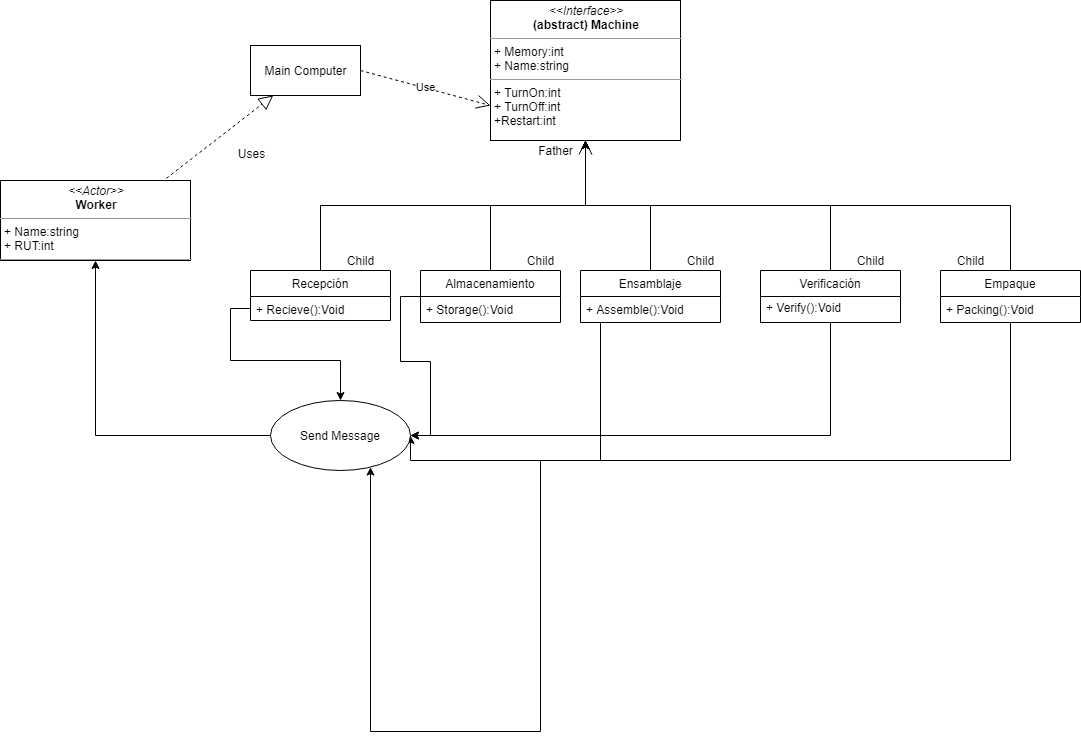 <<Interface>>
(abstract) Machine
+ Memory:int
+ Name:string
+ TurnOn:int
+ TurnOff:int
+Restart:int
Main Computer
Use
Uses
Father
<<Actor>>
Worker
+ Name:string
+ RUT:int
Child
Child
Child
Child
Child
Recepción
+ Recieve():Void
Almacenamiento
+ Storage():Void
Ensamblaje
+ Assemble():Void
Verificación
+ Verify():Void
Empaque
+ Packing():Void
Send Message